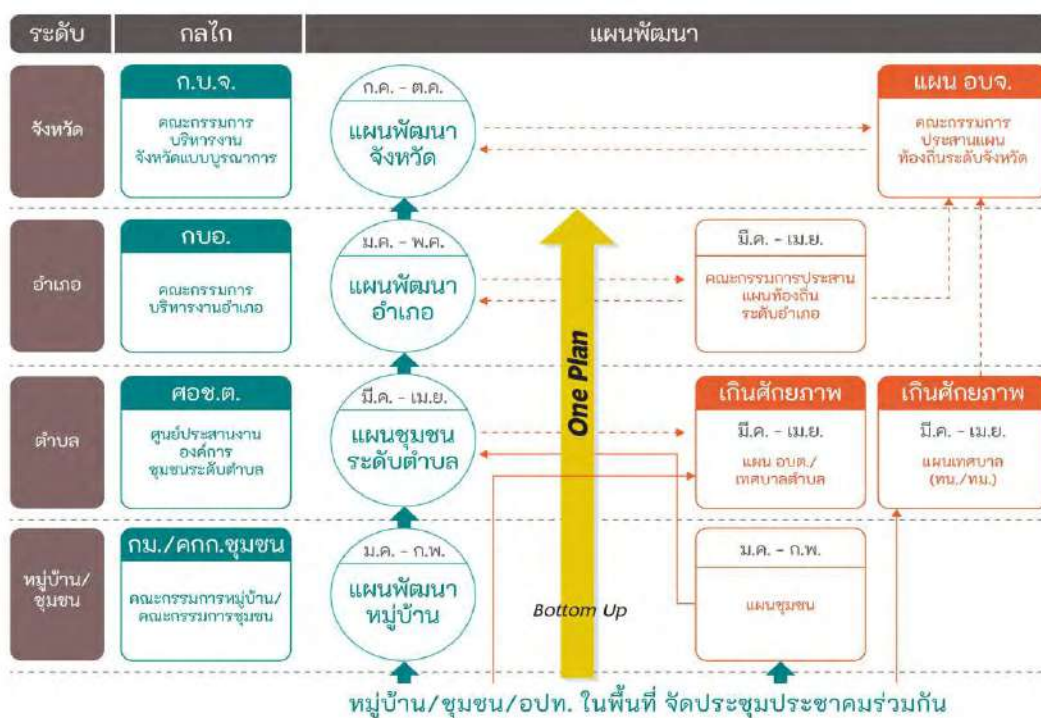 ระดับ
กลไก
แผนพัฒนา
จังหวัด
ก.บ.จ.
คณะกรรมการ
บริหารงาน
จังหวัดแบบบูรณาการ
ก.ค. - ต.ค.
แผนพัฒนา
จังหวัด
แผน อบจ.
คณะกรรมการ
ประสานแผน
ท้องถิ่นระดับจังหวัด
อำเภอ
กบอ.
คณะกรรมการ
บริหารงานอำเภอ
ม.ค. - พ.ค.
แผนพัฒนา
อำเภอ
มี.ค. - เม.ย.
คณะกรรมการประสาน
แผนท้องถิ่น
ระดับอำเภอ
One Plan
ตำบล
ศอช.ต.
ศูนย์ประสานงาน
องค์การ
ชุมชนระดับตำบล
มี.ค. - เม.ย.
แผนชุมชน
ระดับตำบล
เกินศักยภาพ
มี.ค. - เม.ย.
แผน อบต./
เทศบาลตำบล
เกินศักยภาพ
มี.ค. - เม.ย.
แผนเทศบาล
(ทน./ทม.)
หมู่บ้าน/
ชุมชน
กม./คกก.ชุมชน
คณะกรรมการหมู่บ้าน/
คณะกรรมการชุมชน
ม.ค. - ก.พ.
แผนพัฒนา
หมู่บ้าน
Bottom Up
ม.ค. - ก.พ.
แผนชุมชน
หมู่บ้าน/ชุมชน/อปท. ในพื้นที่ จัดประชุมประชาคมร่วมกัน